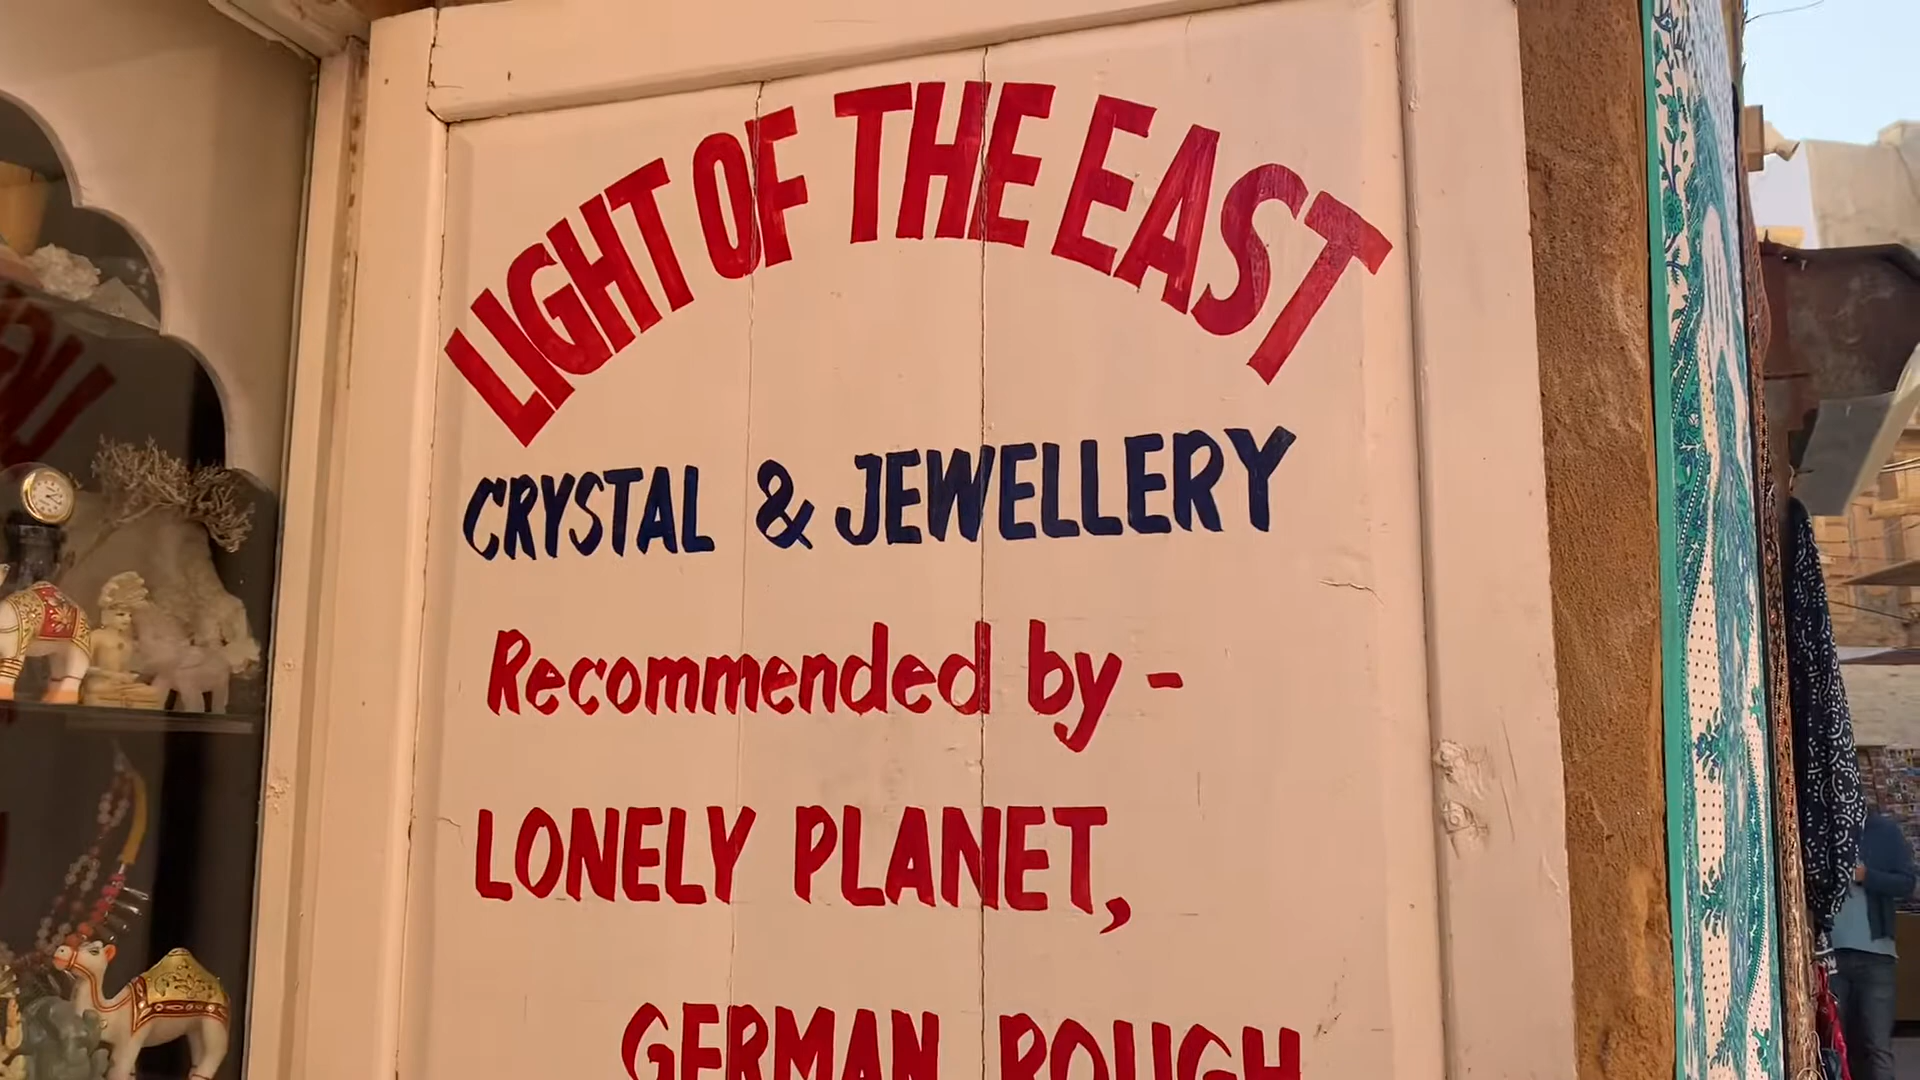 LIGHT OF THE EAST
CRYSTAL & JEWELLERY
Recommended by -
LONELY PLANET,
GERMAN ROUGH